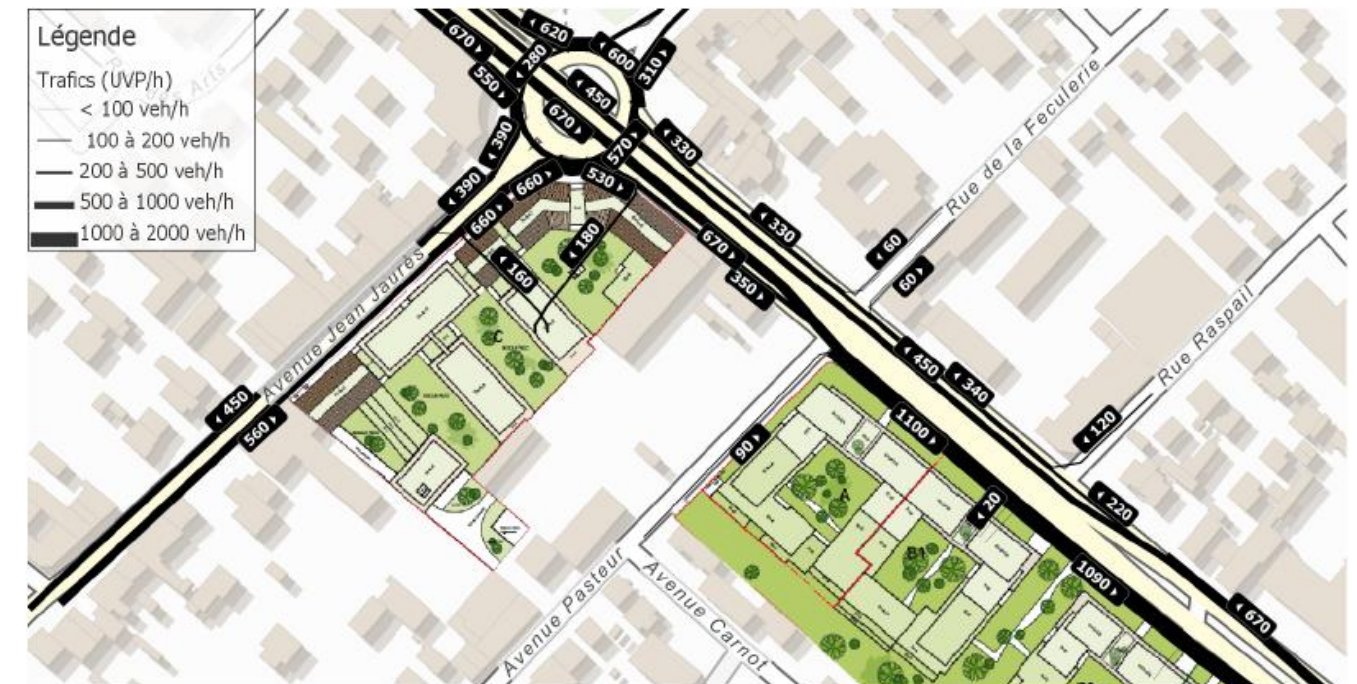 Légende
Trafics (UVP/h)
< 100 veh/h
100 à 200 veh/h
200 à 500 veh/h
500 à 1000 veh/h
1000 à 2000 veh/h
Arts
670
620
600
310
280
550
450
670
390
570
330
390
660
530
660
180
160
670
330
350
60
60
Rue de la Feculerie
Avenue Jean Jaurès
C
450
560
450
340
Rue Raspail
120
1100
90
A
20
220
B1
1090
670
Avenue Pasteur
Avenue Carnot